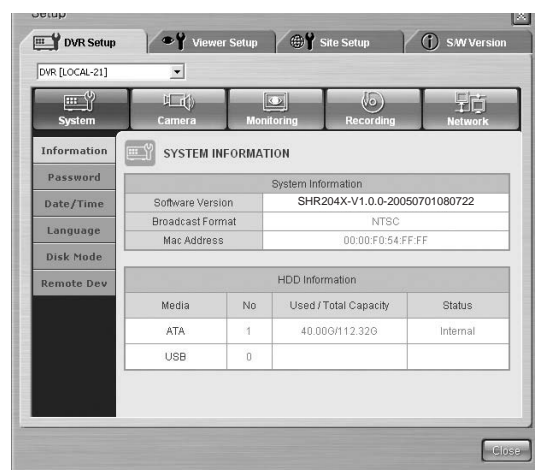 Setup
DVR Setup Viewer Setup Site Setup S/W Version
DVR [LOCAL-21]
System Camera Monitoring Recording Network
Information
Password
Date/Time
Language
Disk Mode
Remote Dev
SYSTEM INFORMATION
System Information
Software Version SHR204X-V1.0.0-20050701080722
Broadcast Format NTSC
Mac Address 00:00:F0:54:FF:FF
HDD Information
Media No Used / Total Capacity Status
ATA 1 40.00G/112.32G Internal
USB 0
Close